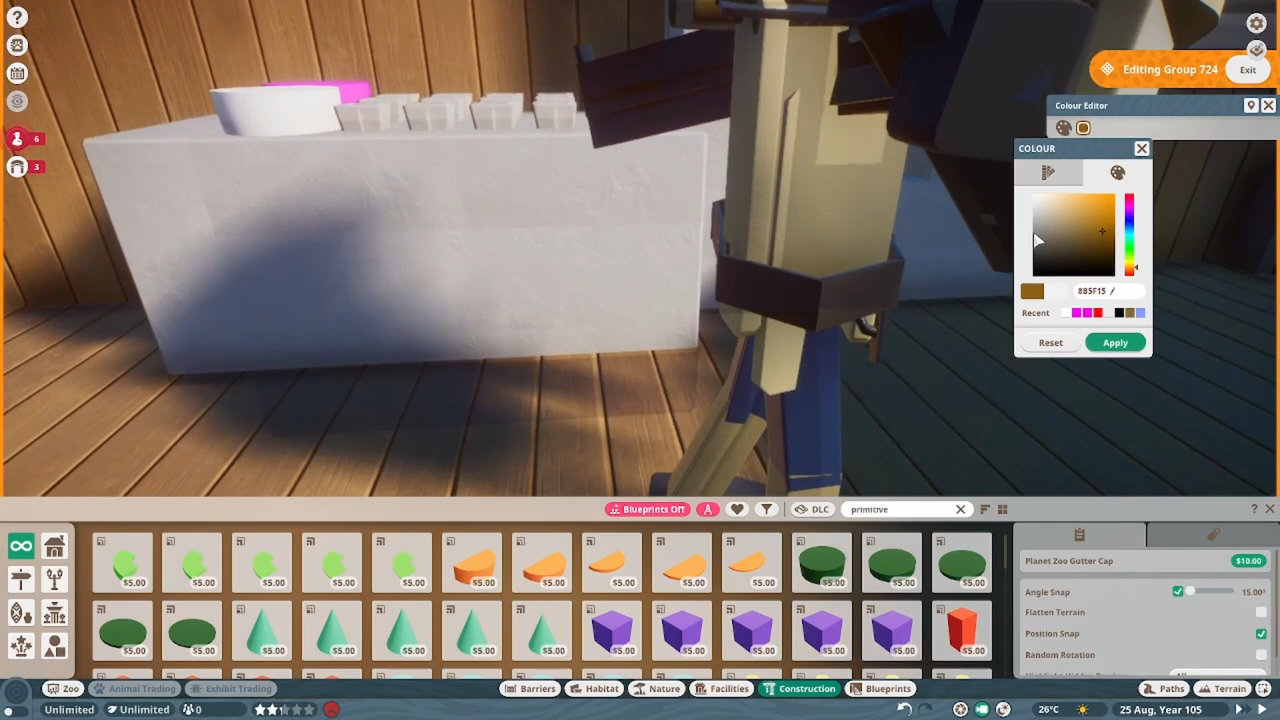 ?
Editing Group 724
Exit
Colour Editor
6
3
COLOUR
8B5F15
Recent
Reset
Apply
Blueprints Off
DLC
primitive
?
$5.00 $5.00 $5.00 $5.00 $5.00 $5.00 $5.00 $5.00 $5.00 $5.00 $5.00 $5.00 $5.00
$5.00 $5.00 $5.00 $5.00 $5.00 $5.00 $5.00 $5.00 $5.00 $5.00 $5.00 $5.00 $5.00
Planet Zoo Gutter Cap
$10.00
Angle Snap
15.00°
Flatten Terrain
Position Snap
Random Rotation
Zoo
Animal Trading
Exhibit Trading
Barriers
Habitat
Nature
Facilities
Construction
Blueprints
Paths
Terrain
Unlimited
Unlimited
0
26°C
25 Aug, Year 105